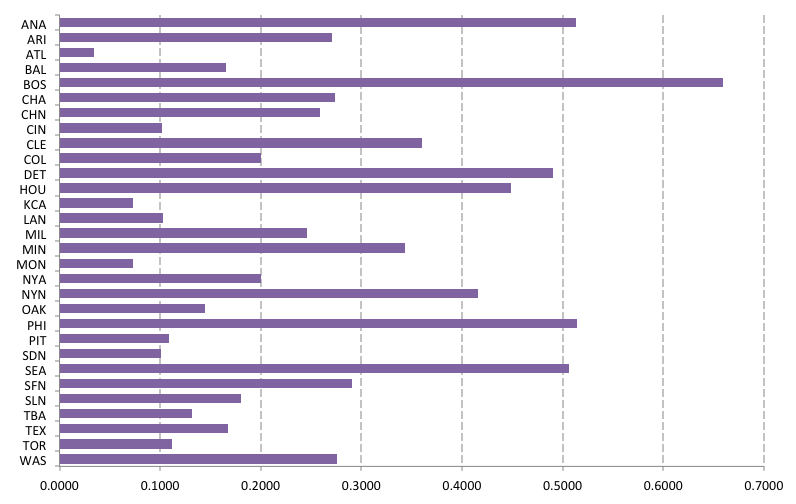 ANA
ARI
ATL
BAL
BOS
CHA
CHN
CIN
CLE
COL
DET
HOU
KCA
LAN
MIL
MIN
MON
NYA
NYN
OAK
PHI
PIT
SDN
SEA
SFN
SLN
TBA
TEX
TOR
WAS
0.0000 0.1000 0.2000 0.3000 0.4000 0.5000 0.6000 0.7000